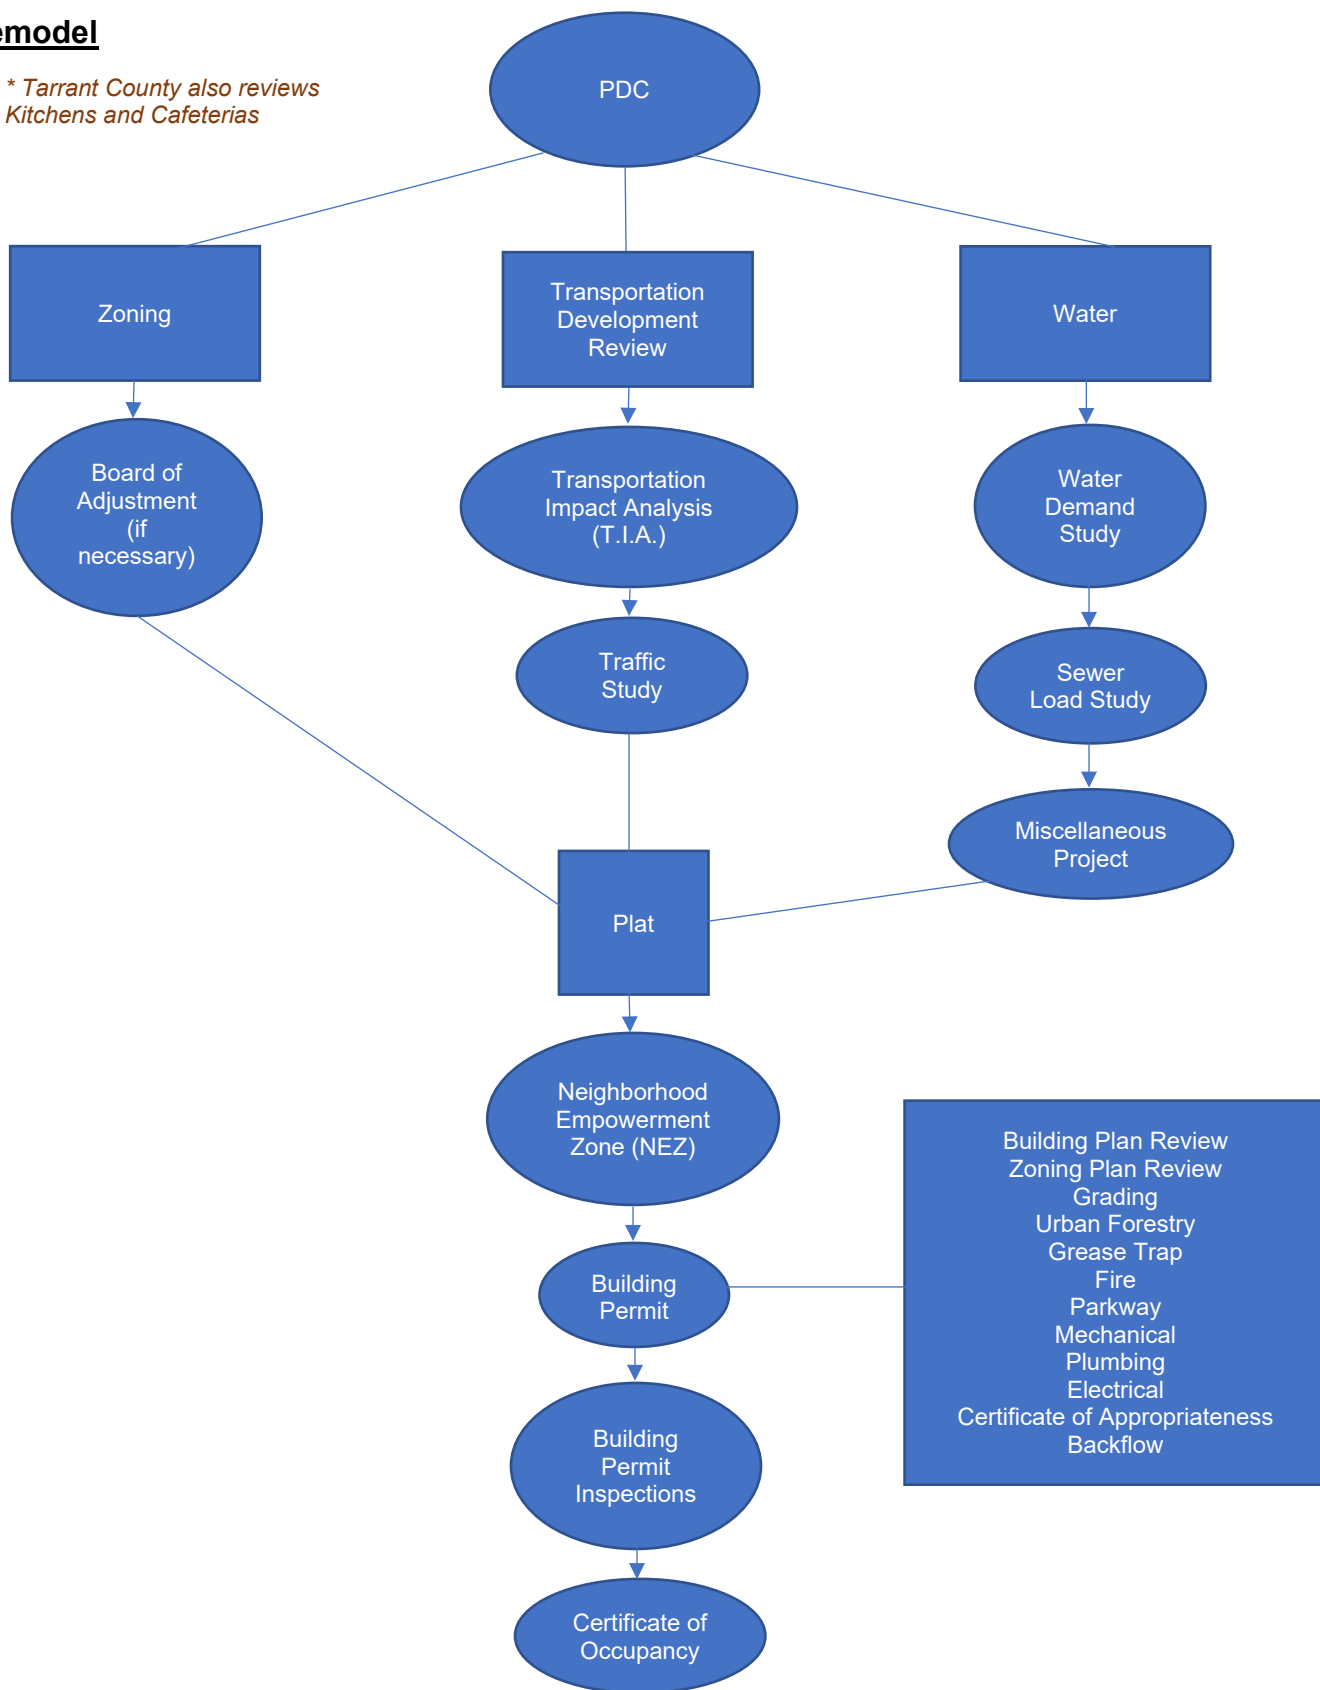 emodel
* Tarrant County also reviews
Kitchens and Cafeterias
PDC
Zoning
Transportation
Development
Review
Water
Board of
Adjustment
(if
necessary)
Transportation
Impact Analysis
(T.I.A.)
Water
Demand
Study
Traffic
Study
Sewer
Load Study
Miscellaneous
Project
Plat
Neighborhood
Empowerment
Zone (NEZ)
Building
Permit
Building Plan Review
Zoning Plan Review
Grading
Urban Forestry
Grease Trap
Fire
Parkway
Mechanical
Plumbing
Electrical
Certificate of Appropriateness
Backflow
Building
Permit
Inspections
Certificate of
Occupancy